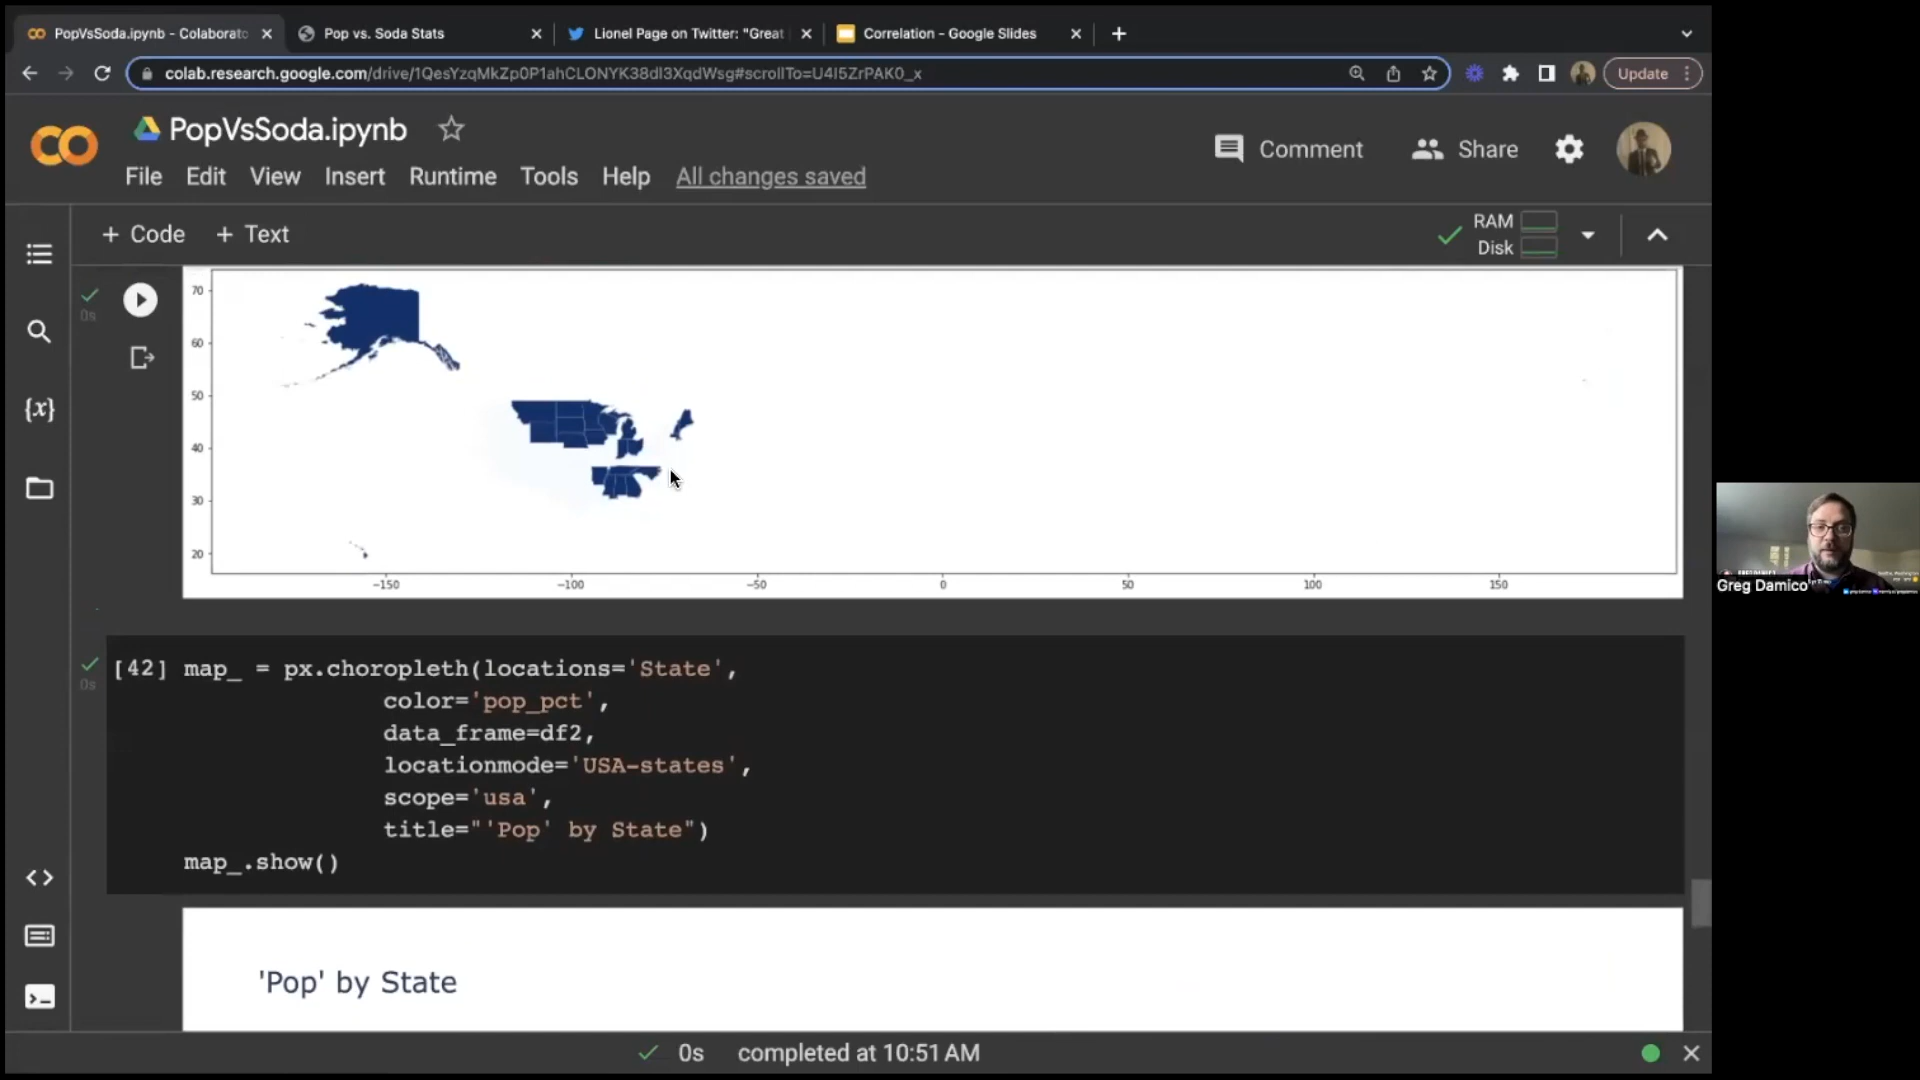 PopVsSoda.ipynb - Colaborato
Pop vs. Soda Stats
Lionel Page on Twitter: "Great
Correlation - Google Slides
colab.research.google.com/drive/1QesYzqMkZp0P1ahCLONYK38dI3XqdWsg#scrollTo=U4I5ZrPAK0_x
Update
PopVsSoda.ipynb
Comment
Share
File Edit View Insert Runtime Tools Help All changes saved
+ Code + Text
RAM
Disk
0s
70
60
50
40
30
20
−150 −100 −50 0 50 100 150
{x}
[42] map_ = px.choropleth(locations='State',
0s
color='pop_pct',
data_frame=df2,
locationmode='USA-states',
scope='usa',
title="'Pop' by State")
map_.show()
'Pop' by State
0s completed at 10:51 AM
Greg Damico